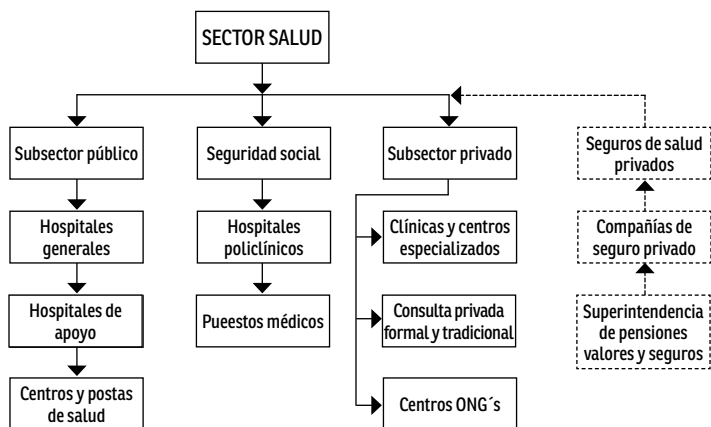 SECTOR SALUD
Subsector público
Seguridad social
Subsector privado
Seguros de salud
privados
Hospitales
generales
Hospitales
policlínicos
Clínicas y centros
especializados
Compañías de
seguro privado
Hospitales de
apoyo
Pueestos médicos
Consulta privada
formal y tradicional
Superintendencia
de pensiones
valores y seguros
Centros y postas
de salud
Centros ONG´s